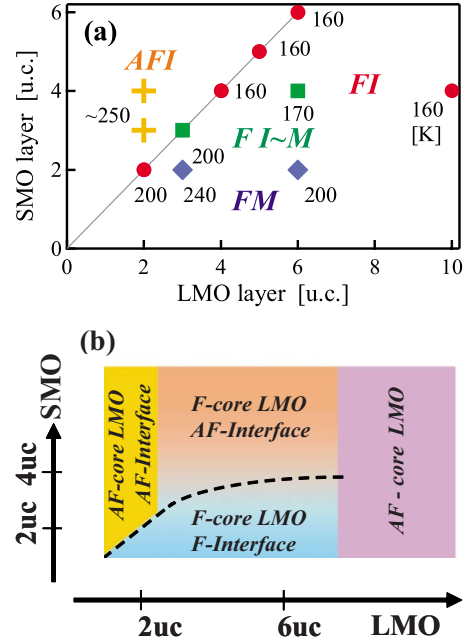 (a)
6
4
2
0
SMO layer [u.c.]
AFI
~250
160
160
160
170
FI
160
[K]
F I~M
200
200
240
FM
200
0
2
4
6
8
10
LMO layer [u.c.]
(b)
SMO
2uc 4uc
AF-core LMO
AF-Interface
F-core LMO
AF-Interface
F-core LMO
F-Interface
AF - core LMO
2uc
6uc
LMO